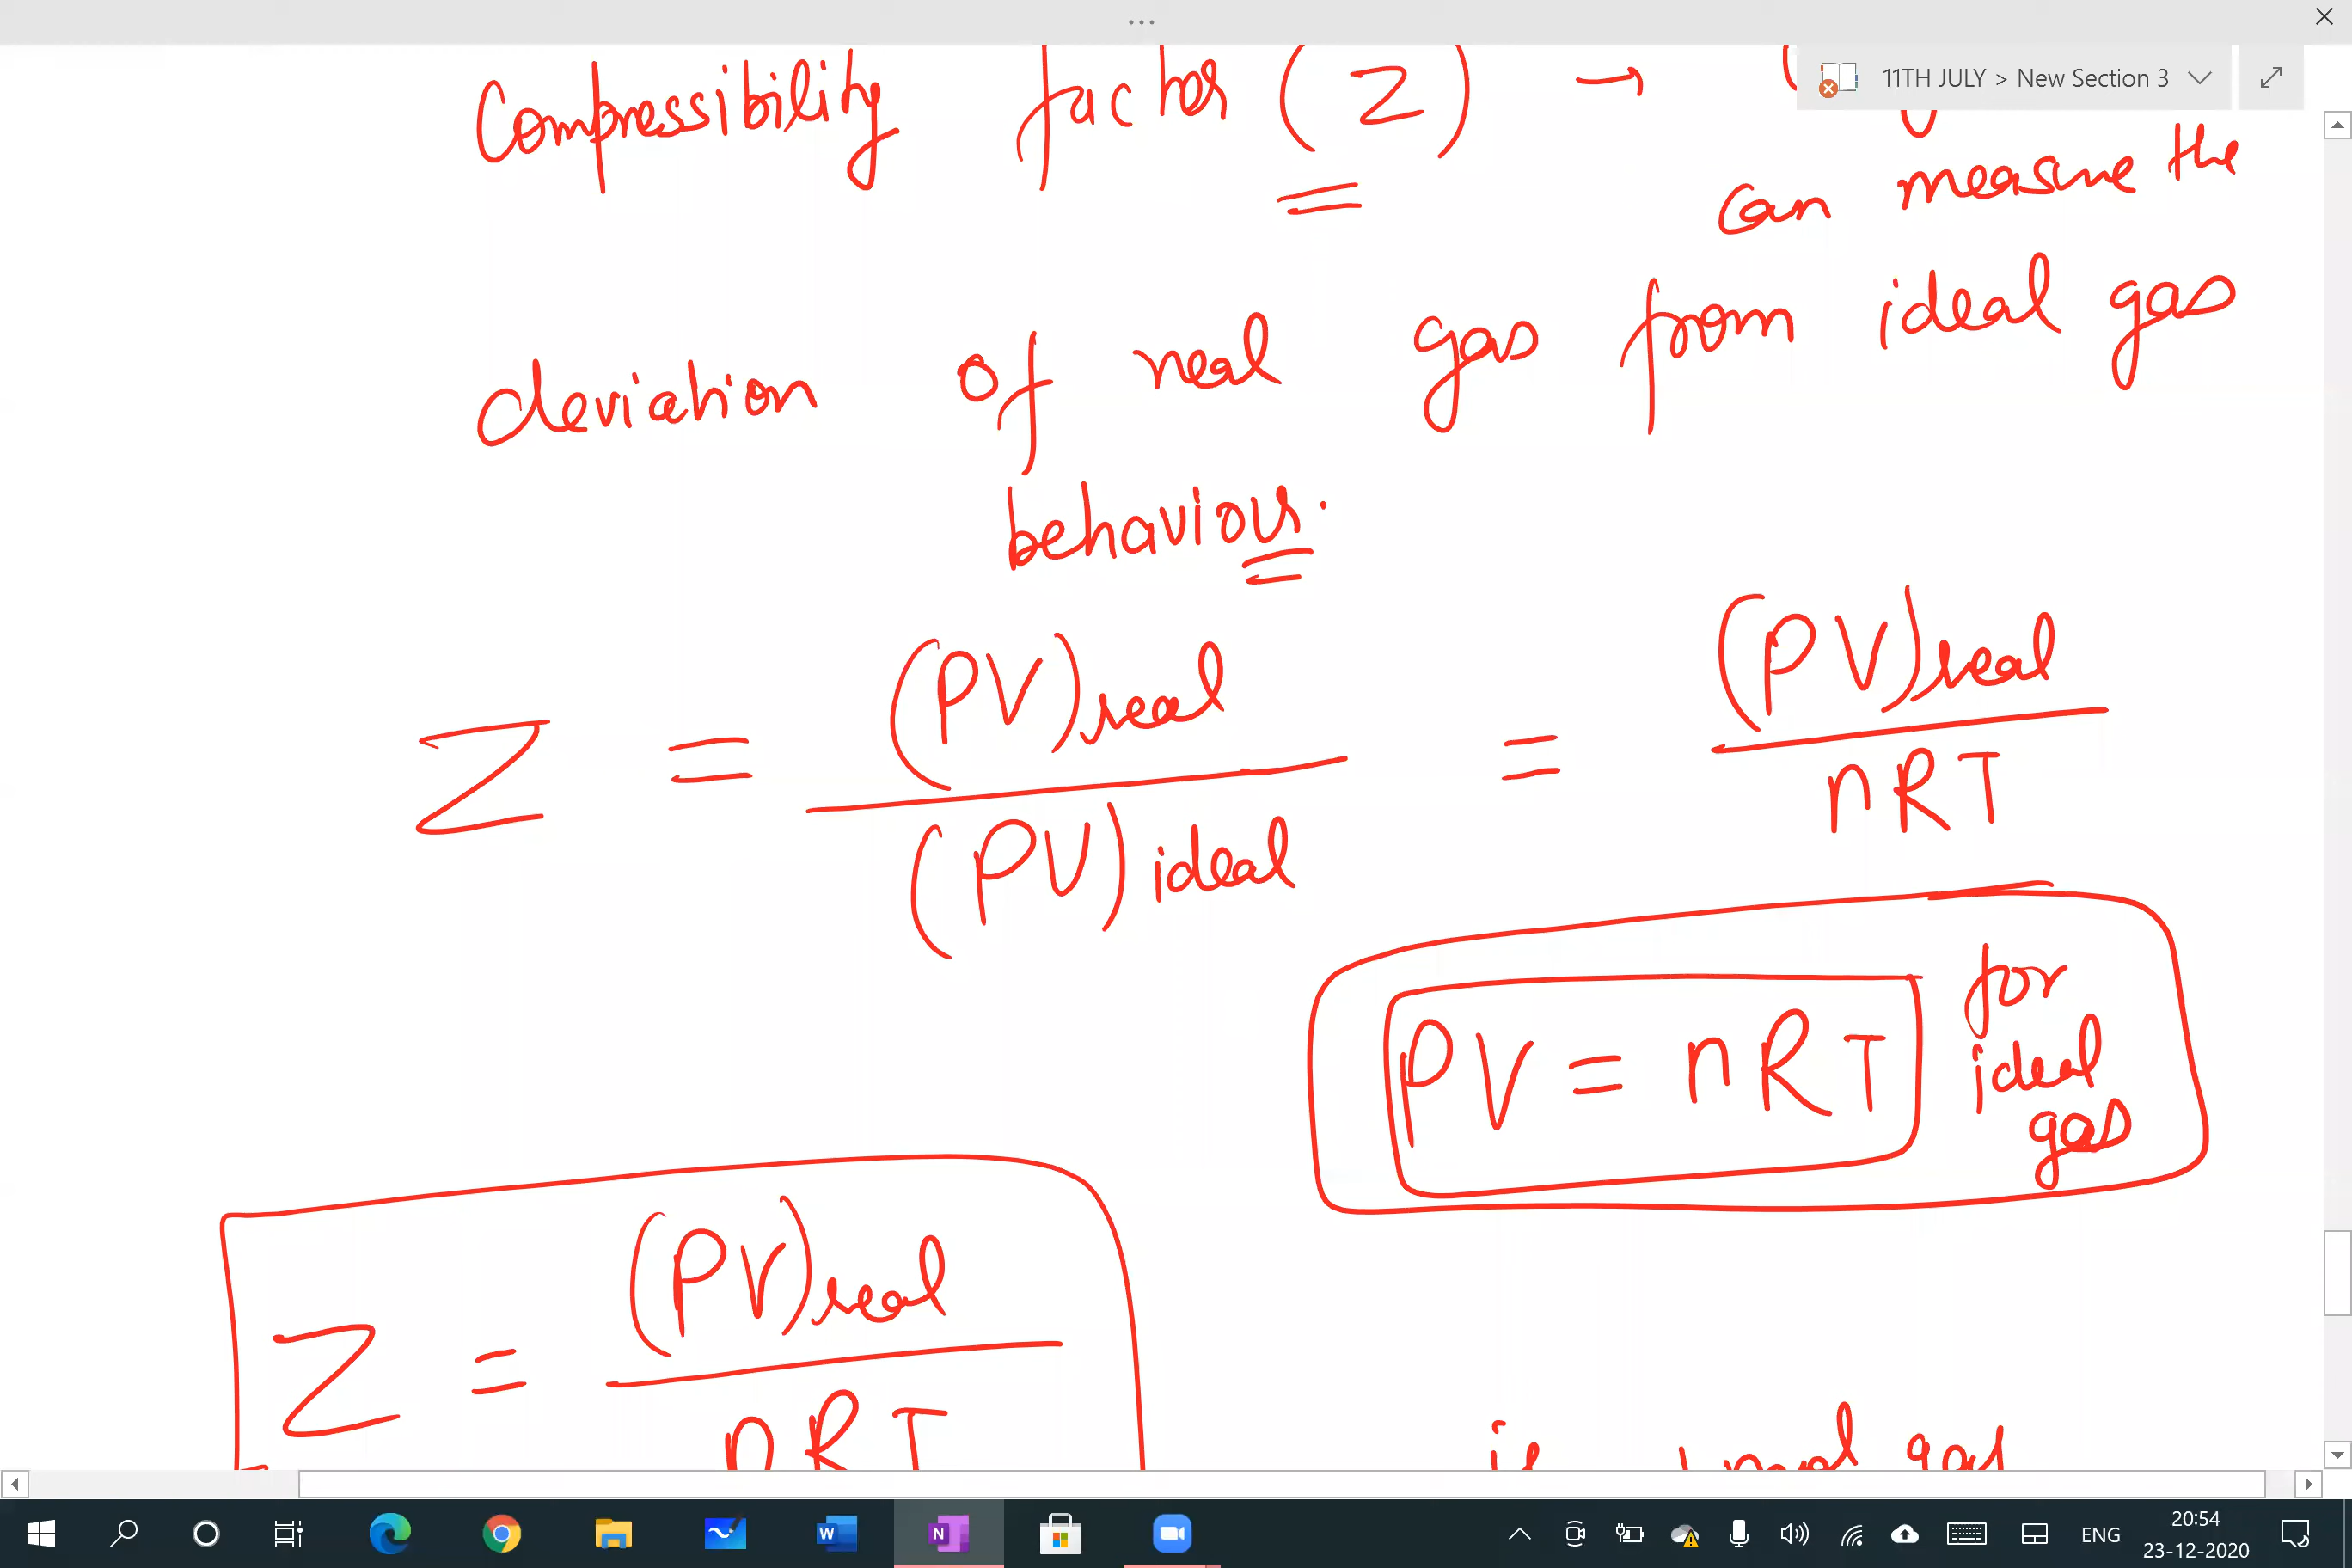 11TH JULY > New Section 3
Compressibility factor (Z) →
can measure the
deviation of real gas from ideal gas
behaviour.
Z = (PV)real / (PV)ideal = (PV)real / nRT
PV = nRT for ideal gas
Z = (PV)real / nRT
ENG
20:54
23-12-2020